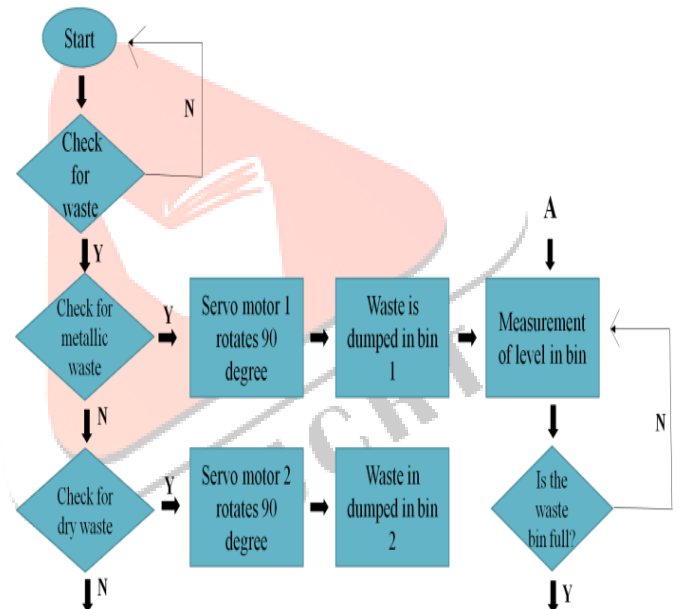 Start
N
Check
for
waste
Y
A
Check for
metallic
waste
Y
Servo motor 1
rotates 90
degree
Waste is
dumped in bin
1
Measurement
of level in bin
N
N
Check for
dry waste
Y
Servo motor 2
rotates 90
degree
Waste in
dumped in bin
2
Is the
waste
bin full?
N
Y